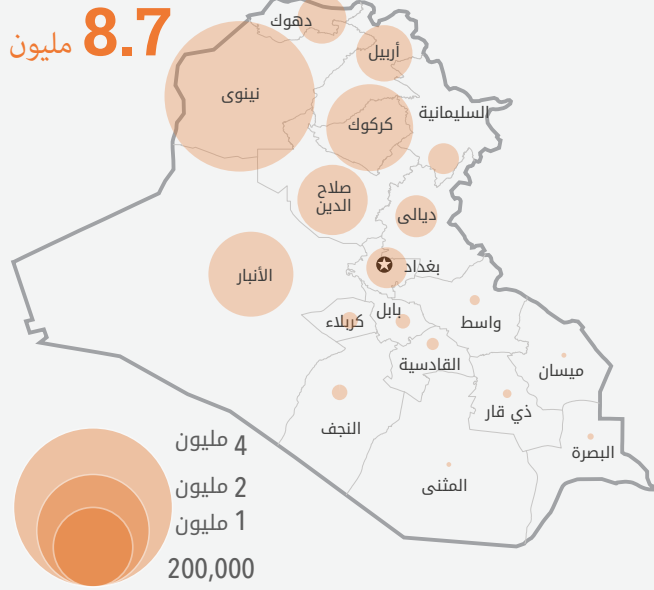 8.7 مليون
دهوك
أربيل
نينوى
السليمانية
كركوك
صلاح
الدين
ديالى
بغداد
الأنبار
بابل
كربلاء
واسط
القادسية
ميسان
ذي قار
النجف
البصرة
المثنى
4 مليون
2 مليون
1 مليون
200,000